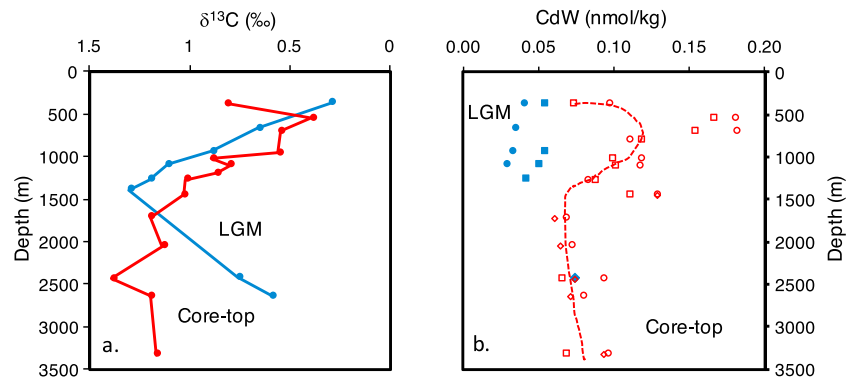 δ¹³C (‰)
1.5 1 0.5 0
0
500
1000
1500
2000
2500
3000
3500
Depth (m)
LGM
Core-top
a.
CdW (nmol/kg)
0.00 0.05 0.10 0.15 0.20
LGM
Core-top
b.
0
500
1000
1500
2000
2500
3000
3500
Depth (m)